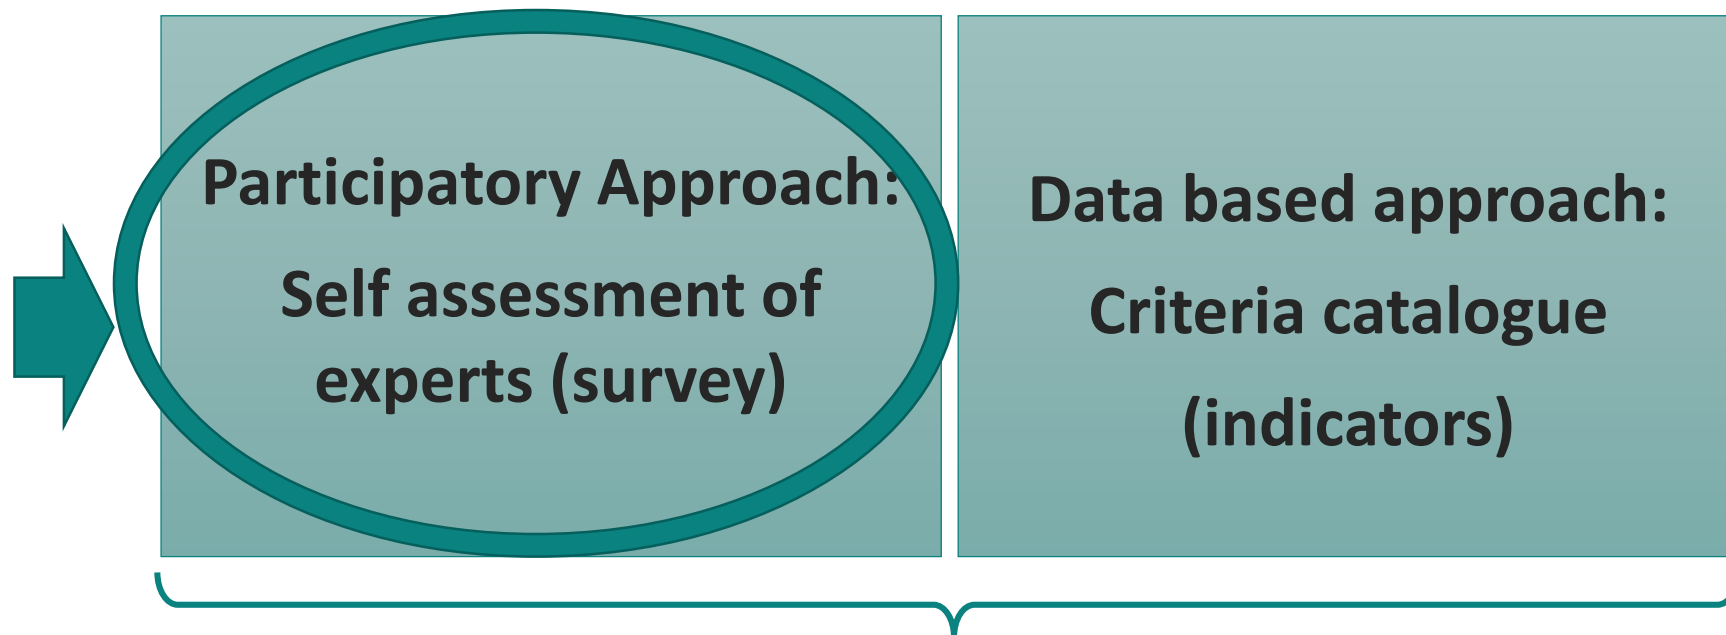 Participatory Approach:
Self assessment of
experts (survey)
Data based approach:
Criteria catalogue
(indicators)